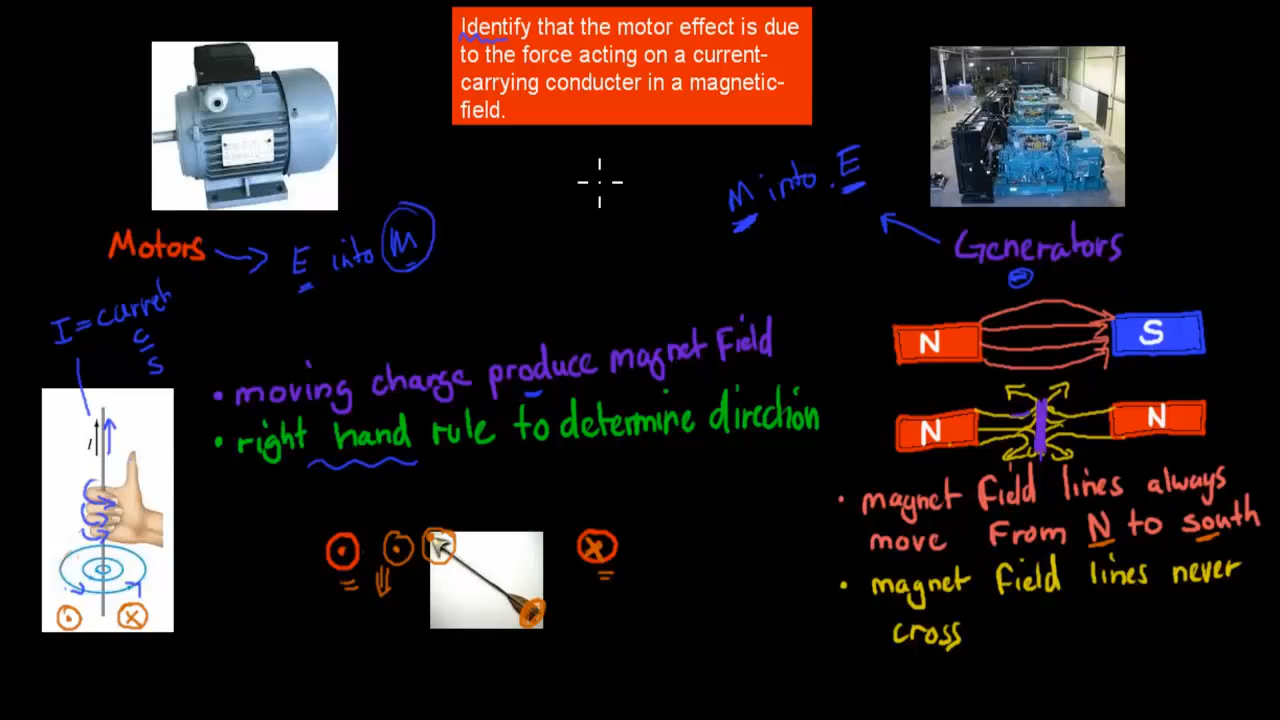 Identify that the motor effect is due
to the force acting on a current-
carrying conducter in a magnetic-
field.
M into E
Motors
E into M
Generators
I = curret
C
S
N S
• moving charge produce magnet Field
• right hand rule to determine direction
N N
I
• magnet field lines always
move From N to south
• magnet field lines never
cross